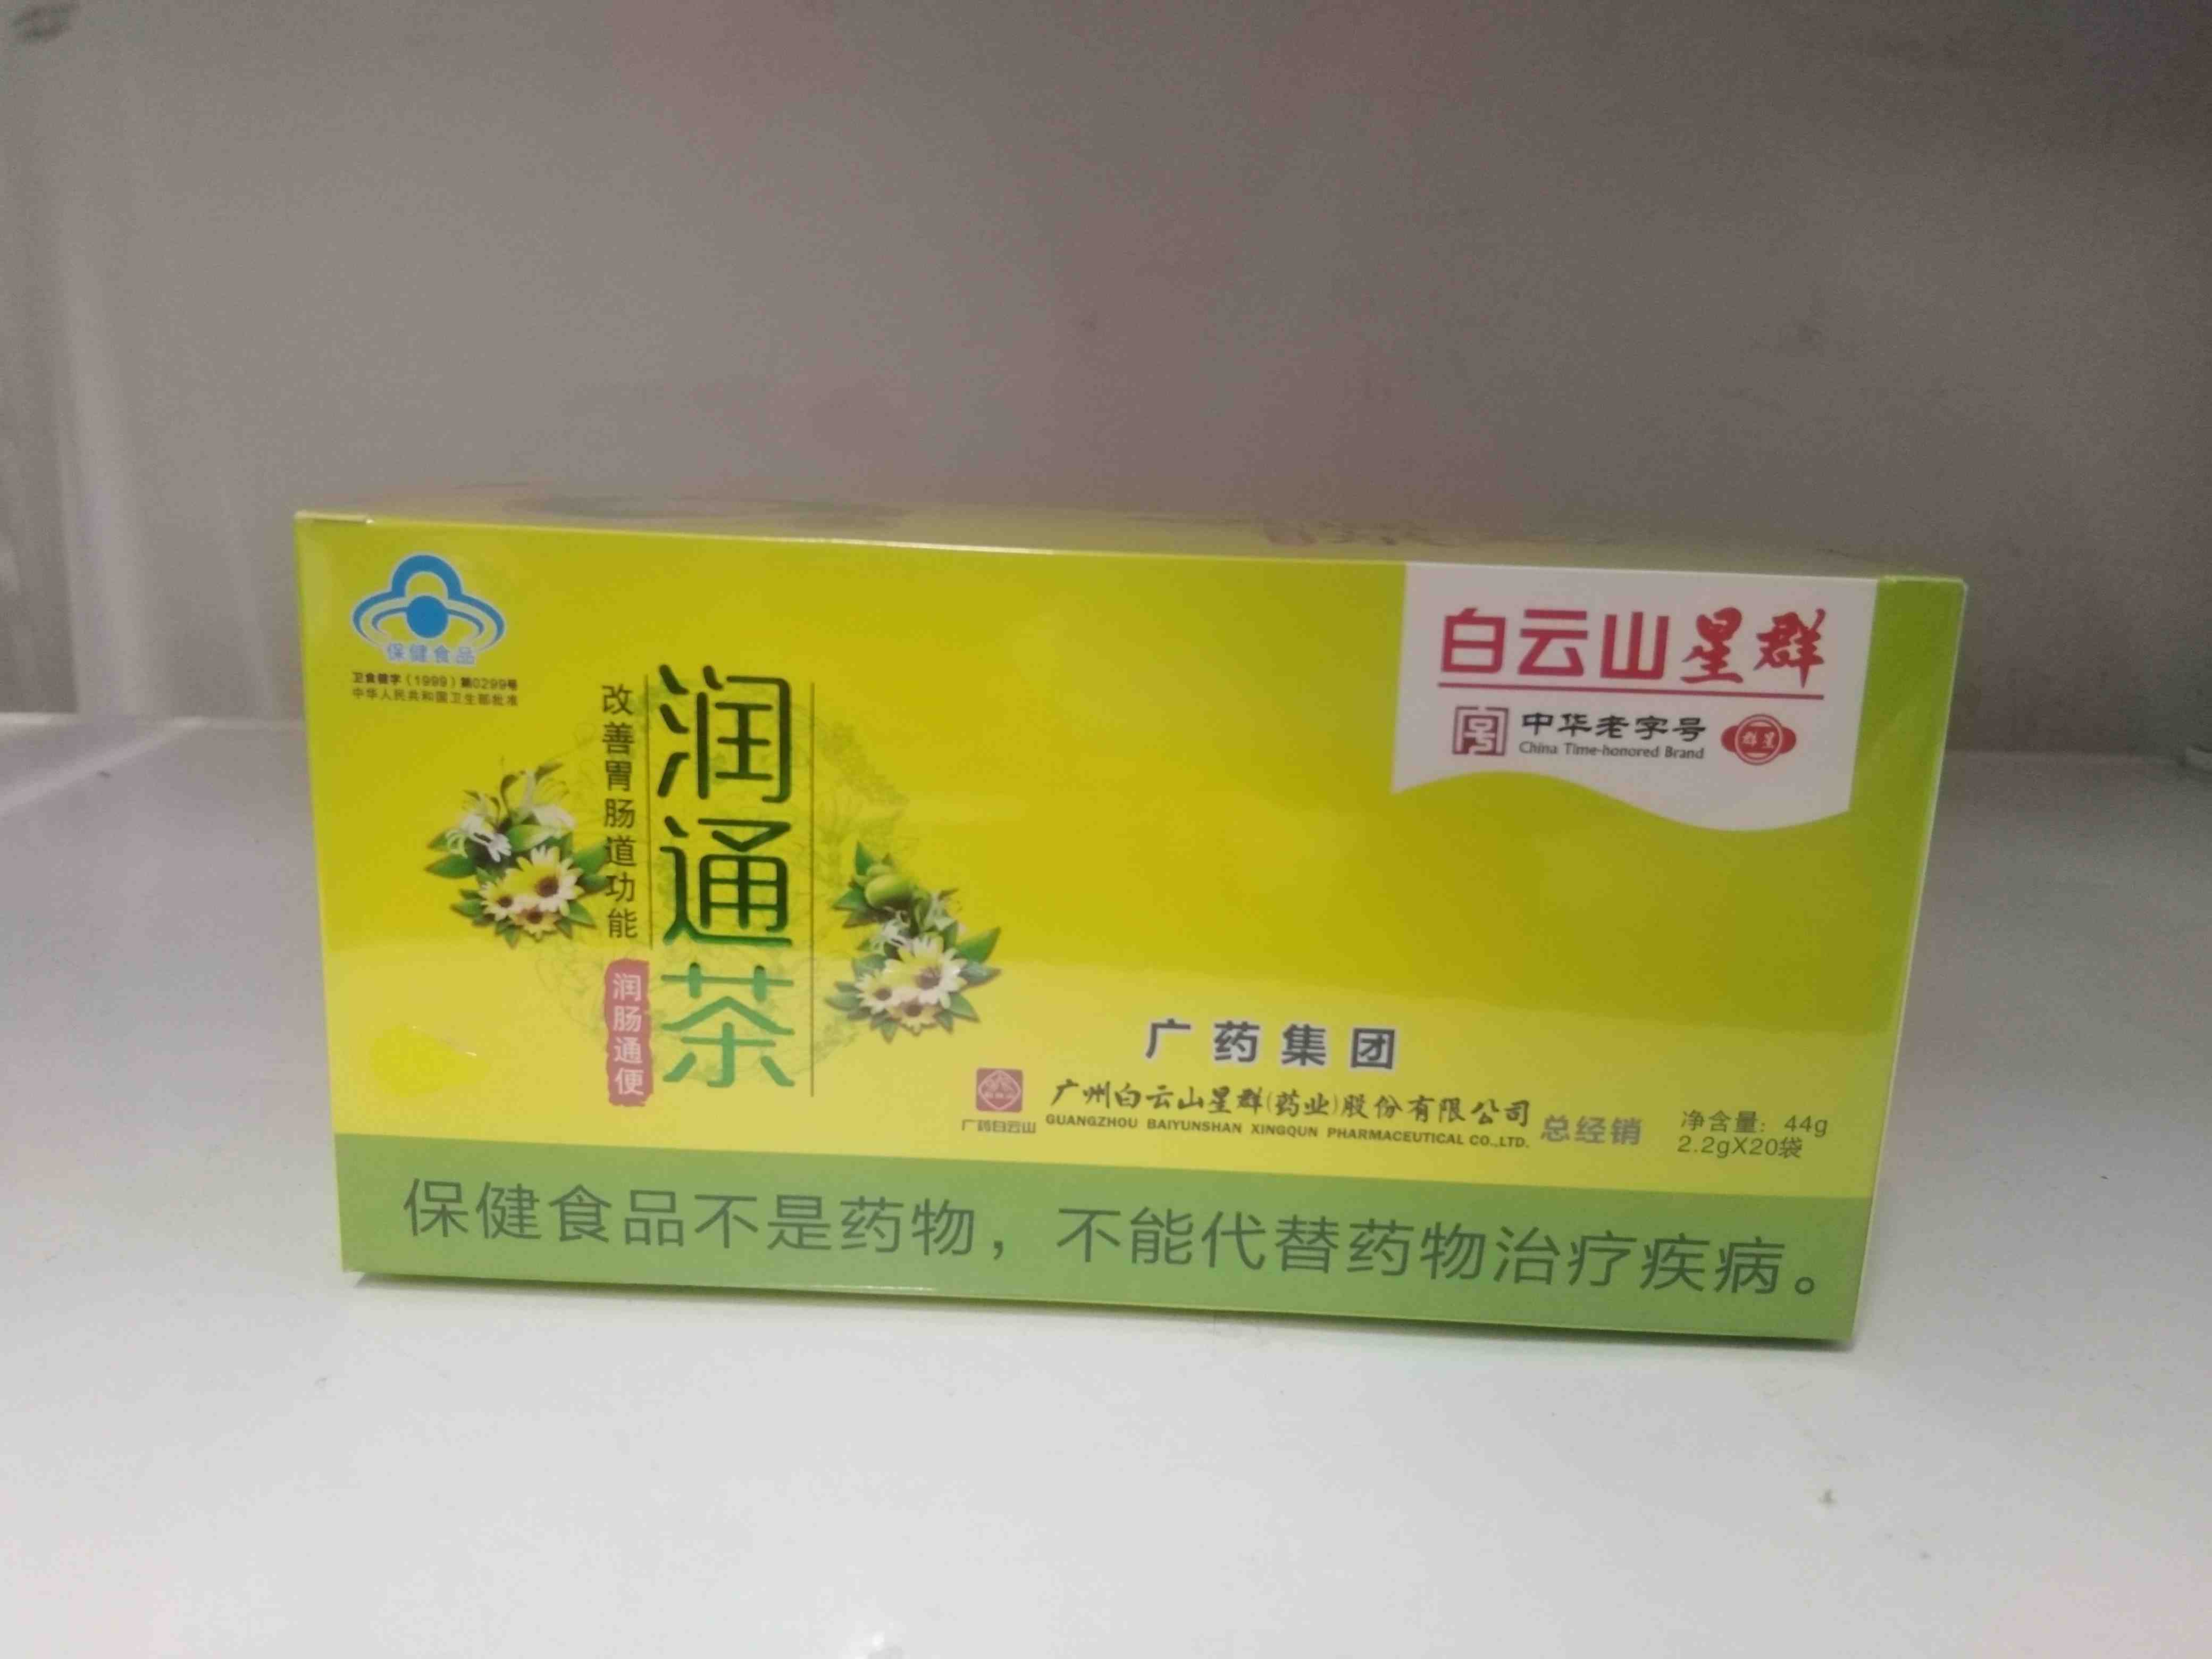 保健食品
卫食健字（1999）第0299号
中华人民共和国卫生部批准
改善胃肠道功能
润肠通便
润通茶
白云山星群
中华老字号
China Time-honored Brand
群星
广药集团
广药白云山
广州白云山星群(药业)股份有限公司
GUANGZHOU BAIYUNSHAN XINGQUN PHARMACEUTICAL CO.,LTD.
总经销
净含量：44g
2.2gX20袋
保健食品不是药物，不能代替药物治疗疾病。